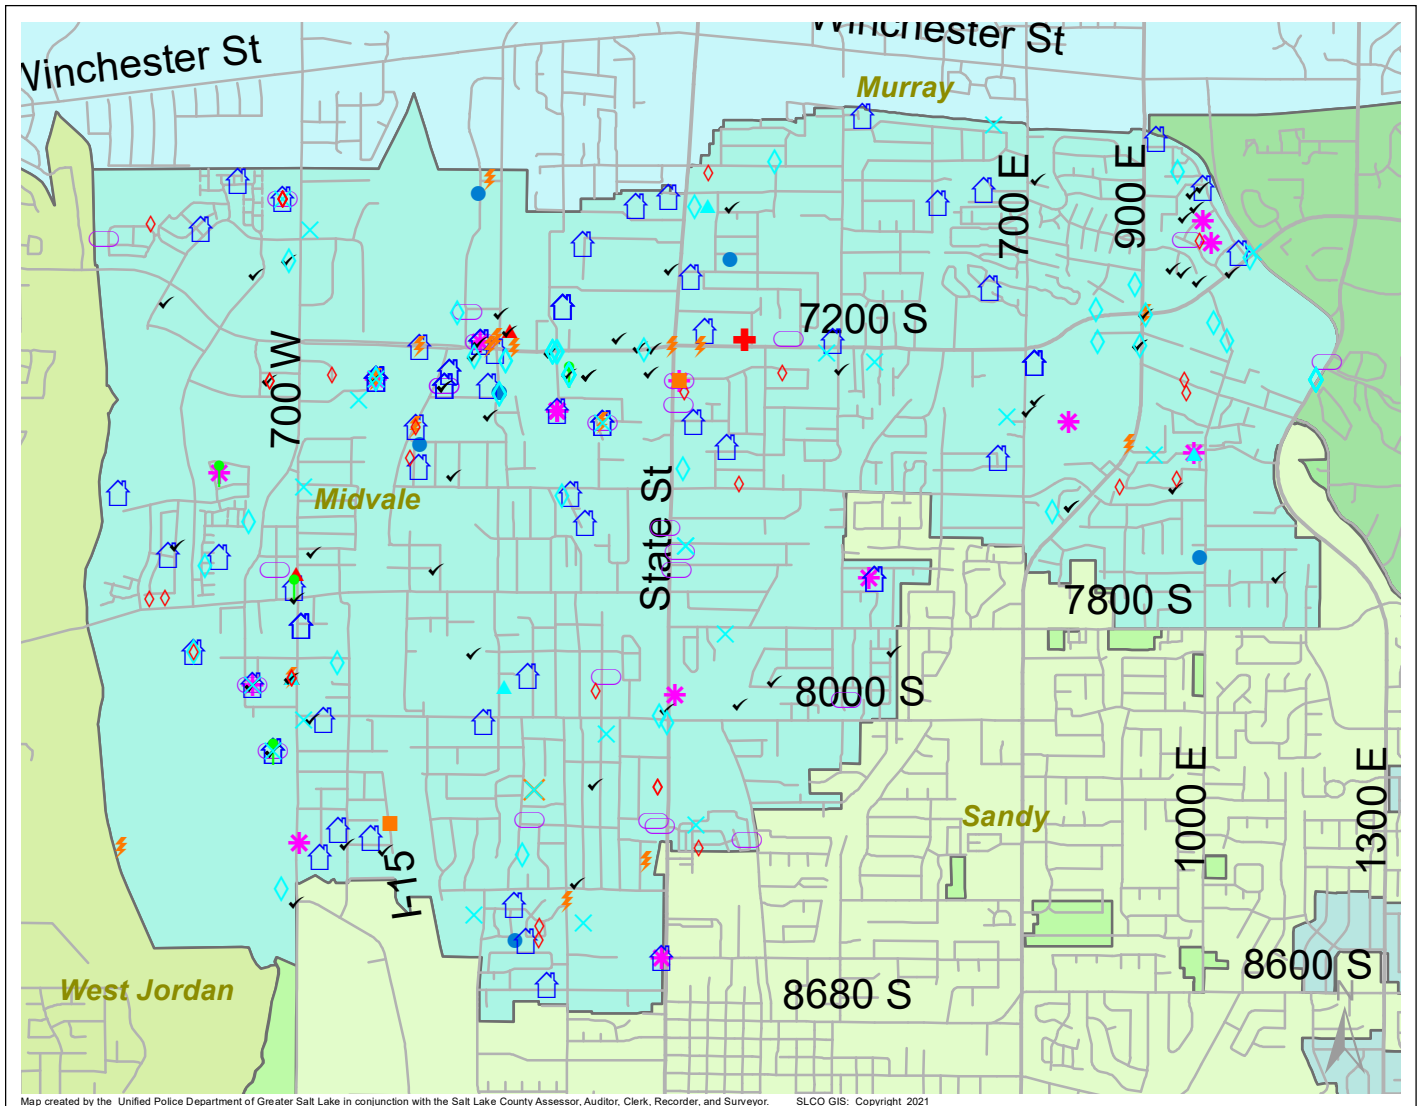 Winchester St
Winchester St
Murray
700 E
900 E
7200 S
700 W
Midvale
State St
7800 S
8000 S
1000 E
1300 E
Sandy
I-15
8600 S
West Jordan
8680 S
Map created by the Unified Police Department of Greater Salt Lake in conjunction with the Salt Lake County Assessor, Auditor, Clerk, Recorder, and Surveyor. SLCO GIS: Copyright 2021